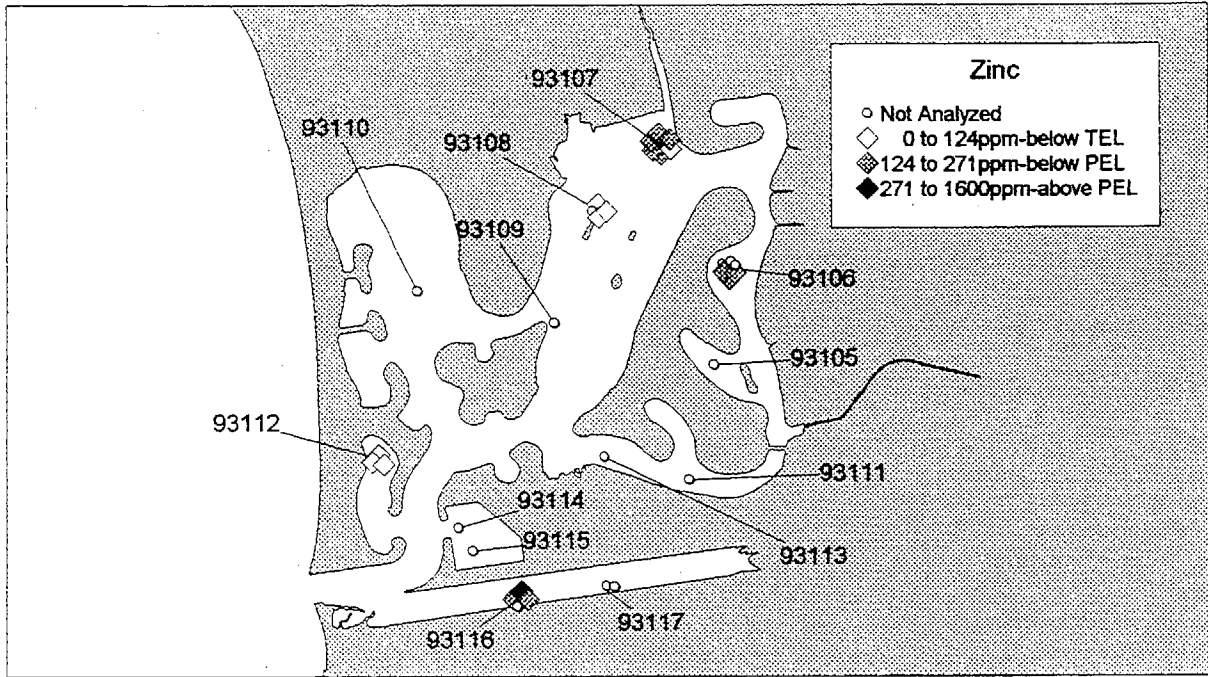 Zinc
Not Analyzed
0 to 124ppm-below TEL
124 to 271ppm-below PEL
271 to 1600ppm-above PEL
93107
93110
93108
93109
93106
93105
93112
93111
93114
93115
93113
93117
93116